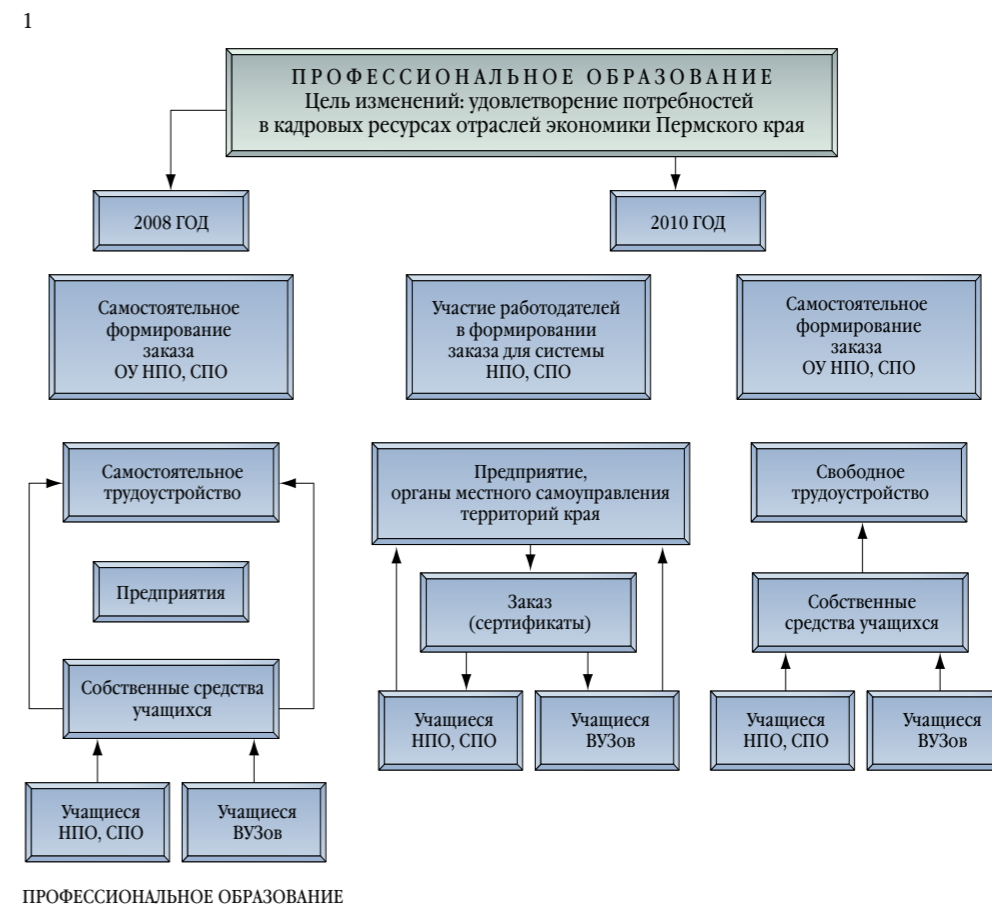 1
ПРОФЕССИОНАЛЬНОЕ ОБРАЗОВАНИЕ
Цель изменений: удовлетворение потребностей
в кадровых ресурсах отраслей экономики Пермского края
2008 ГОД
2010 ГОД
Самостоятельное
формирование
заказа
ОУ НПО, СПО
Участие работодателей
в формировании
заказа для системы
НПО, СПО
Самостоятельное
формирование
заказа
ОУ НПО, СПО
Самостоятельное
трудоустройство
Предприятия
Собственные средства
учащихся
Учащиеся
НПО, СПО
Учащиеся
ВУЗов
Предприятие,
органы местного самоуправления
территорий края
Заказ
(сертификаты)
Учащиеся
НПО, СПО
Учащиеся
ВУЗов
Свободное
трудоустройство
Собственные
средства учащихся
Учащиеся
НПО, СПО
Учащиеся
ВУЗов
ПРОФЕССИОНАЛЬНОЕ ОБРАЗОВАНИЕ